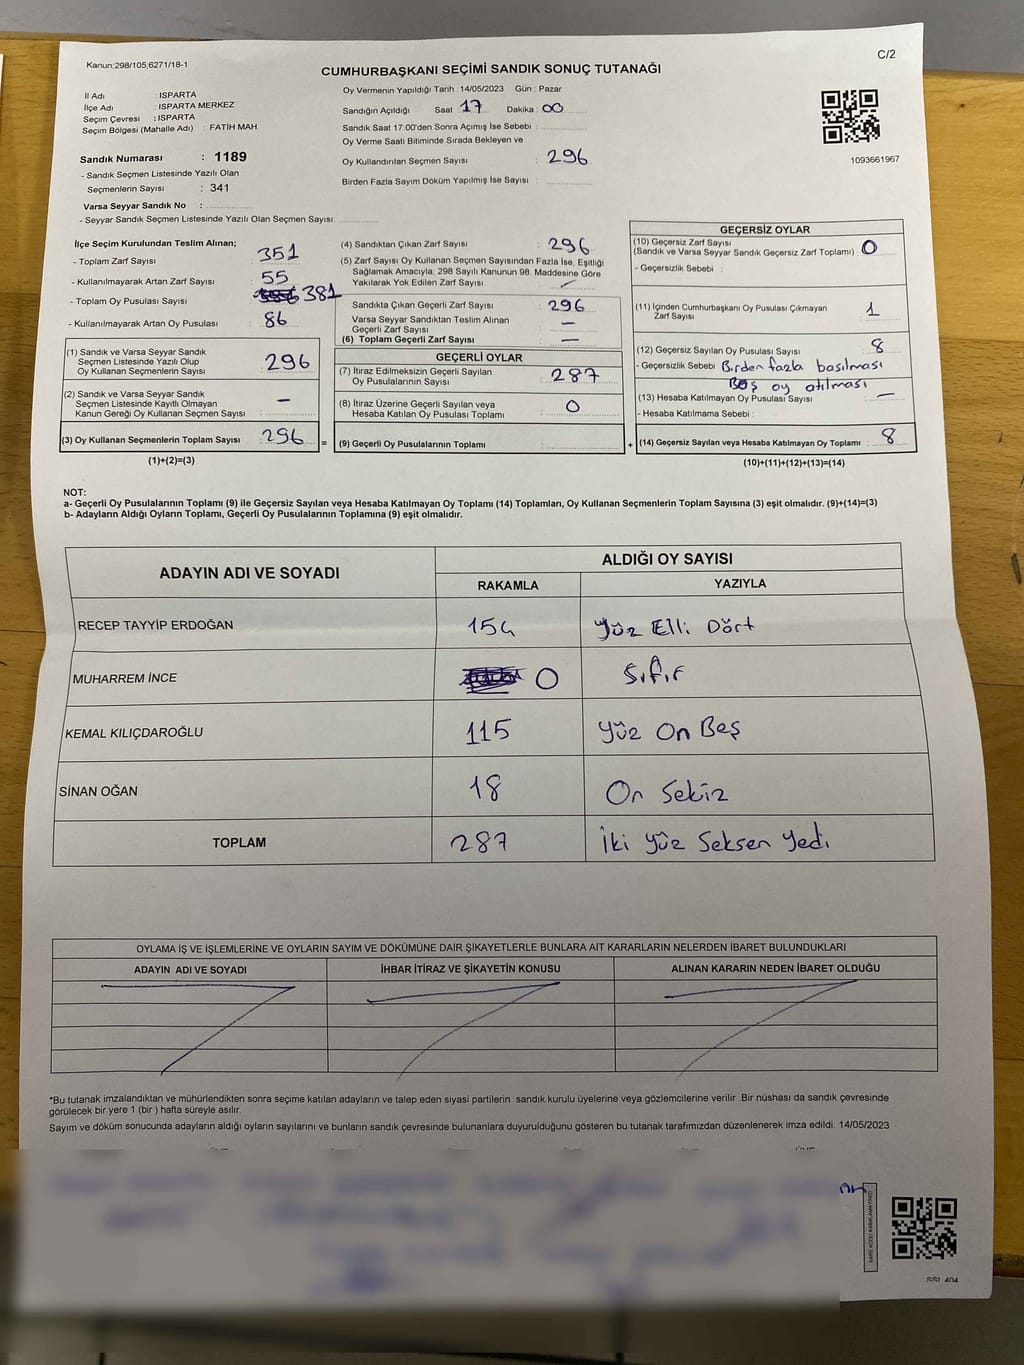 Kanun;298/105;6271/18-1
C/2
CUMHURBAŞKANI SEÇİMİ SANDIK SONUÇ TUTANAĞI
İl Adı : ISPARTA
İlçe Adı : ISPARTA MERKEZ
Seçim Çevresi : ISPARTA
Seçim Bölgesi (Mahalle Adı) : FATİH MAH.
Sandık Numarası : 1189
- Sandık Seçmen Listesinde Yazılı Olan
Seçmenlerin Sayısı : 341
Varsa Seyyar Sandık No :
- Seyyar Sandık Seçmen Listesinde Yazılı Olan Seçmen Sayısı:
Oy Vermenin Yapıldığı Tarih : 14/05/2023 Gün : Pazar
Sandığın Açıldığı Saat : 17 Dakika : 00
Sandık Saat 17:00'den Sonra Açımış İse Sebebi :
Oy Verme Saati Bitiminde Sırada Bekleyen ve
Oy Kullandırılan Seçmen Sayısı : 296
Birden Fazla Sayım Döküm Yapılmış İse Sayısı :
1093661967
İlçe Seçim Kurulundan Teslim Alınan;
- Toplam Zarf Sayısı : 351
- Kullanılmayarak Artan Zarf Sayısı : 55
- Toplam Oy Pusulası Sayısı : 381
- Kullanılmayarak Artan Oy Pusulası : 86
(1) Sandık ve Varsa Seyyar Sandık
Seçmen Listesinde Yazılı Olup
Oy Kullanan Seçmenlerin Sayısı : 296
(2) Sandık ve Varsa Seyyar Sandık
Seçmen Listesinde Kayıtlı Olmayan
Kanun Gereği Oy Kullanan Seçmen Sayısı : –
(3) Oy Kullanan Seçmenlerin Toplam Sayısı : 296 =
(1)+(2)=(3)
(4) Sandıktan Çıkan Zarf Sayısı : 296
(5) Zarf Sayısı Oy Kullanan Seçmen Sayısından Fazla İse, Eşitliği
Sağlamak Amacıyla, 298 Sayılı Kanunun 98. Maddesine Göre
Yakılarak Yok Edilen Zarf Sayısı :
Sandıkta Çıkan Geçerli Zarf Sayısı : 296
Varsa Seyyar Sandıktan Teslim Alınan
Geçerli Zarf Sayısı : –
(6) Toplam Geçerli Zarf Sayısı : –
GEÇERLİ OYLAR
(7) İtiraz Edilmeksizin Geçerli Sayılan
Oy Pusulalarının Sayısı : 287
(8) İtiraz Üzerine Geçerli Sayılan veya
Hesaba Katılan Oy Pusulası Toplamı : 0
(9) Geçerli Oy Pusulalarının Toplamı : +
GEÇERSİZ OYLAR
(10) Geçersiz Zarf Sayısı
(Sandık ve Varsa Seyyar Sandık Geçersiz Zarf Toplamı) : 0
- Geçersizlik Sebebi :
(11) İçinden Cumhurbaşkanı Oy Pusulası Çıkmayan
Zarf Sayısı : 1
(12) Geçersiz Sayılan Oy Pusulası Sayısı : 8
- Geçersizlik Sebebi : Birden fazla basılması
Boş oy atılması
(13) Hesaba Katılmayan Oy Pusulası Sayısı : –
- Hesaba Katılmama Sebebi :
(14) Geçersiz Sayılan veya Hesaba Katılmayan Oy Toplamı : 8
(10)+(11)+(12)+(13)=(14)
NOT:
a- Geçerli Oy Pusulalarının Toplamı (9) ile Geçersiz Sayılan veya Hesaba Katılmayan Oy Toplamı (14) Toplamları, Oy Kullanan Seçmenlerin Toplam Sayısına (3) eşit olmalıdır. (9)+(14)=(3)
b- Adayların Aldığı Oyların Toplamı, Geçerli Oy Pusulalarının Toplamına (9) eşit olmalıdır.
ADAYIN ADI VE SOYADI
ALDIĞI OY SAYISI
RAKAMLA YAZIYLA
RECEP TAYYİP ERDOĞAN 154 Yüz Elli Dört
MUHARREM İNCE 0 Sıfır
KEMAL KILIÇDAROĞLU 115 Yüz On Beş
SİNAN OĞAN 18 On Sekiz
TOPLAM 287 İki Yüz Seksen Yedi
OYLAMA İŞ VE İŞLEMLERİNE VE OYLARIN SAYIM VE DÖKÜMÜNE DAİR ŞİKAYETLERLE BUNLARA AİT KARARLARIN NELERDEN İBARET BULUNDUKLARI
ADAYIN ADI VE SOYADI İHBAR İTİRAZ VE ŞİKAYETİN KONUSU ALINAN KARARIN NEDEN İBARET OLDUĞU
*Bu tutanak imzalandıktan ve mühürlendikten sonra seçime katılan adayların ve talep eden siyasi partilerin sandık kurulu üyelerine veya gözlemcilerine verilir .Bir nüshası da sandık çevresinde
görülecek bir yere 1 (bir ) hafta süreyle asılır.
Sayım ve döküm sonucunda adayların aldığı oyların sayılarını ve bunların sandık çevresinde bulunanlara duyurulduğunu gösteren bu tutanak tarafımızdan düzenlenerek imza edildi. 14/05/2023